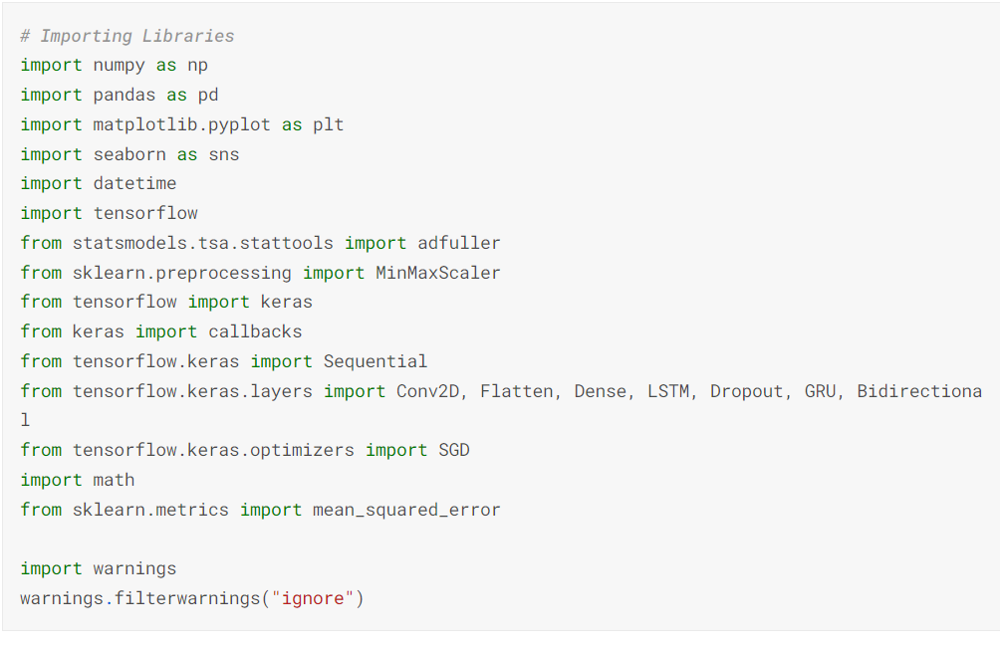 # Importing Libraries
import numpy as np
import pandas as pd
import matplotlib.pyplot as plt
import seaborn as sns
import datetime
import tensorflow
from statsmodels.tsa.stattools import adfuller
from sklearn.preprocessing import MinMaxScaler
from tensorflow import keras
from keras import callbacks
from tensorflow.keras import Sequential
from tensorflow.keras.layers import Conv2D, Flatten, Dense, LSTM, Dropout, GRU, Bidirectiona
l
from tensorflow.keras.optimizers import SGD
import math
from sklearn.metrics import mean_squared_error
import warnings
warnings.filterwarnings("ignore")